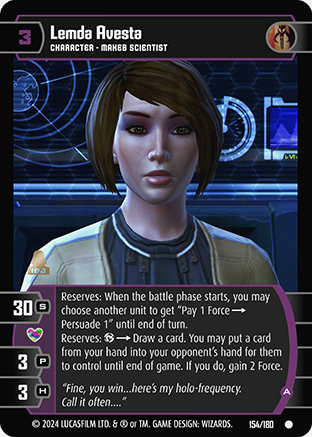 3
Lemda Avesta
CHARACTER - MAKEB SCIENTIST
30 S
3 P
3 H
Reserves: When the battle phase starts, you may
choose another unit to get “Pay 1 Force →
Persuade 1” until end of turn.
Reserves: → Draw a card. You may put a card
from your hand into your opponent's hand for them
to control until end of game. If you do, gain 2 Force.
“Fine, you win...here's my holo-frequency.
Call it often....”
A
© 2024 LUCASFILM LTD. & ® OR TM. GAME DESIGN: WIZARDS. 154/180